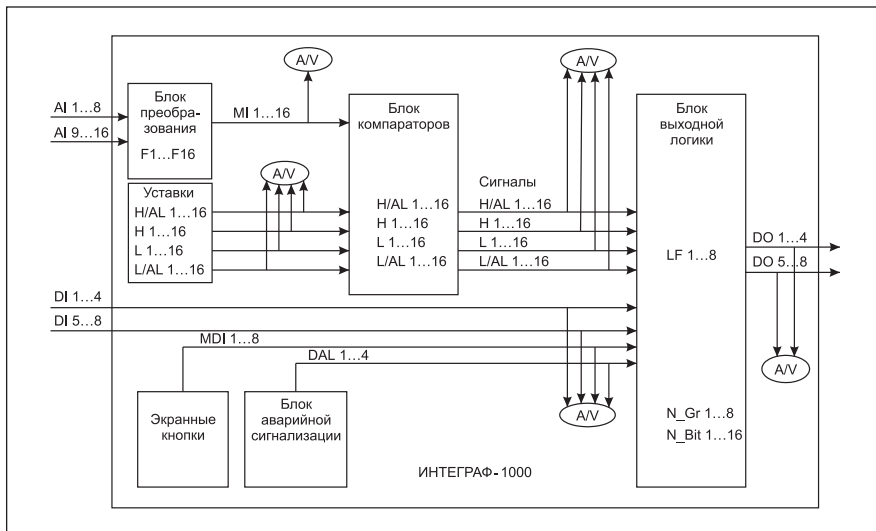 A/V
A/V
Блок
преобра-
зования
F1...F16
AI 1...8
AI 9...16
MI 1...16
Блок
компараторов
H/AL 1...16
H 1...16
L 1...16
L/AL 1...16
A/V
Уставки
H/AL 1...16
H 1...16
L 1...16
L/AL 1...16
Сигналы
H/AL 1...16
H 1...16
L 1...16
L/AL 1...16
Блок
выходной
логики
LF 1...8
N_Gr 1...8
N_Bit 1...16
DO 1...4
DO 5...8
A/V
DI 1...4
DI 5...8
MDI 1...8
DAL 1...4
Экранные
кнопки
Блок
аварийной
сигнализации
A/V
ИНТЕГРАФ-1000